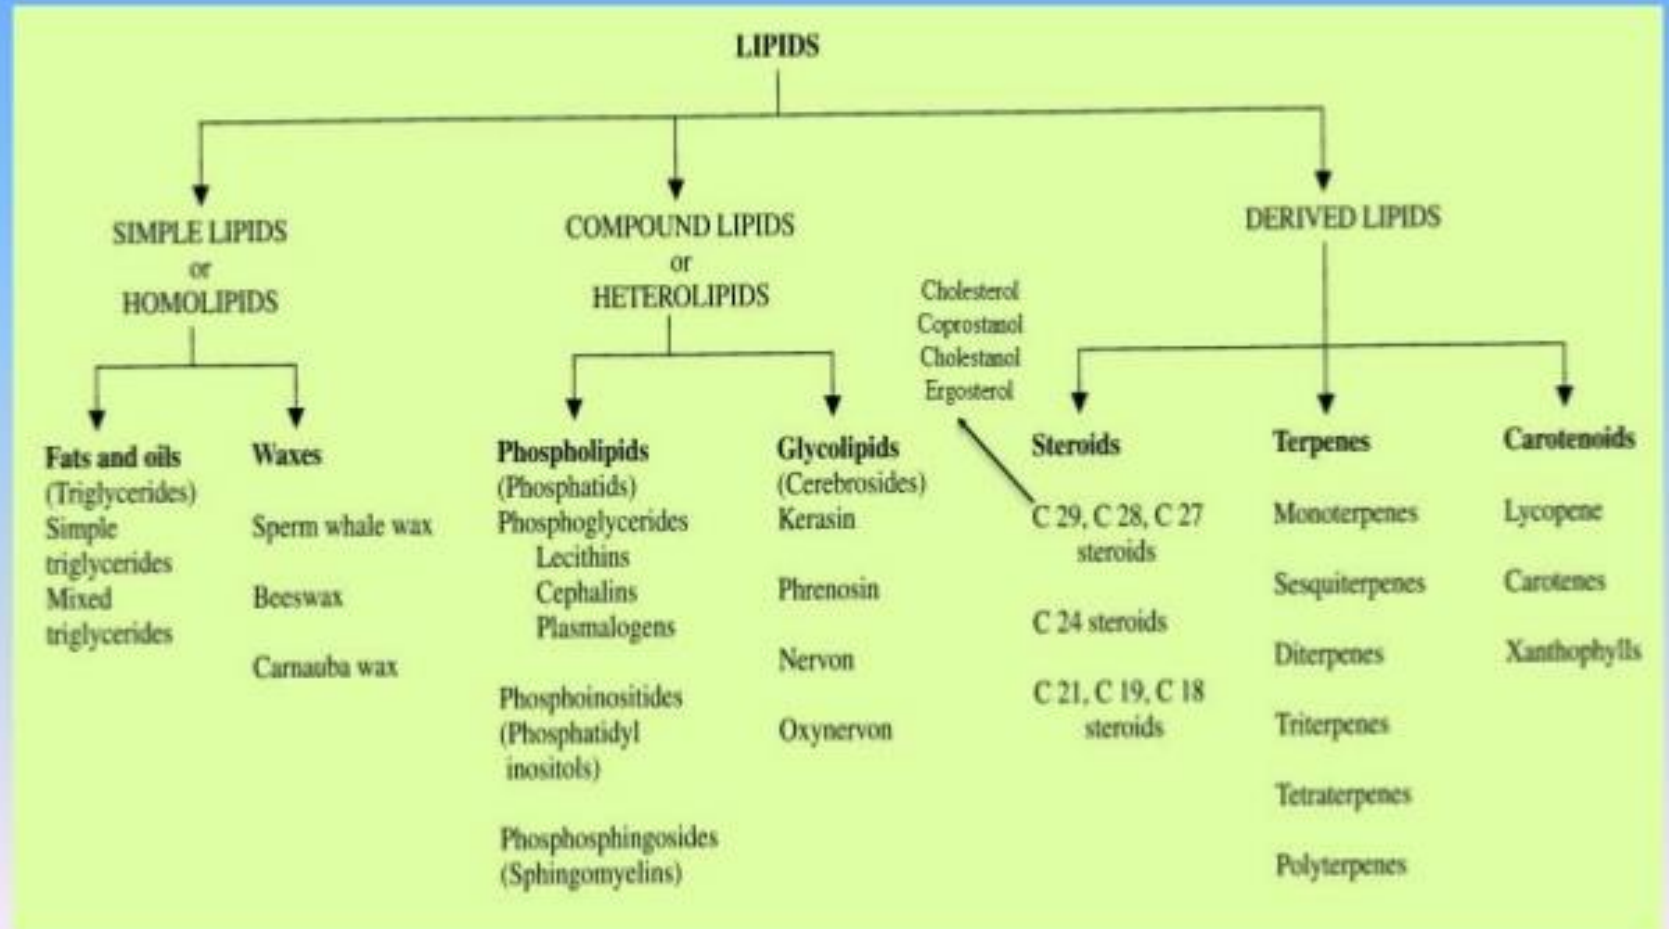 LIPIDS
SIMPLE LIPIDS
or
HOMOLIPIDS
COMPOUND LIPIDS
or
HETEROLIPIDS
DERIVED LIPIDS
Fats and oils
(Triglycerides)
Simple
triglycerides
Mixed
triglycerides
Waxes
Sperm whale wax
Beeswax
Carnauba wax
Phospholipids
(Phosphatids)
Phosphoglycerides
Lecithins
Cephalins
Plasmalogens
Phosphoinositides
(Phosphatidyl
inositols)
Phosphosphingosides
(Sphingomyelins)
Glycolipids
(Cerebrosides)
Kerasin
Phrenosin
Nervon
Oxynervon
Cholesterol
Coprostanol
Cholestanol
Ergosterol
Steroids
C 29, C 28, C 27
steroids
C 24 steroids
C 21, C 19, C 18
steroids
Terpenes
Monoterpenes
Sesquiterpenes
Diterpenes
Triterpenes
Tetraterpenes
Polyterpenes
Carotenoids
Lycopene
Carotenes
Xanthophylls